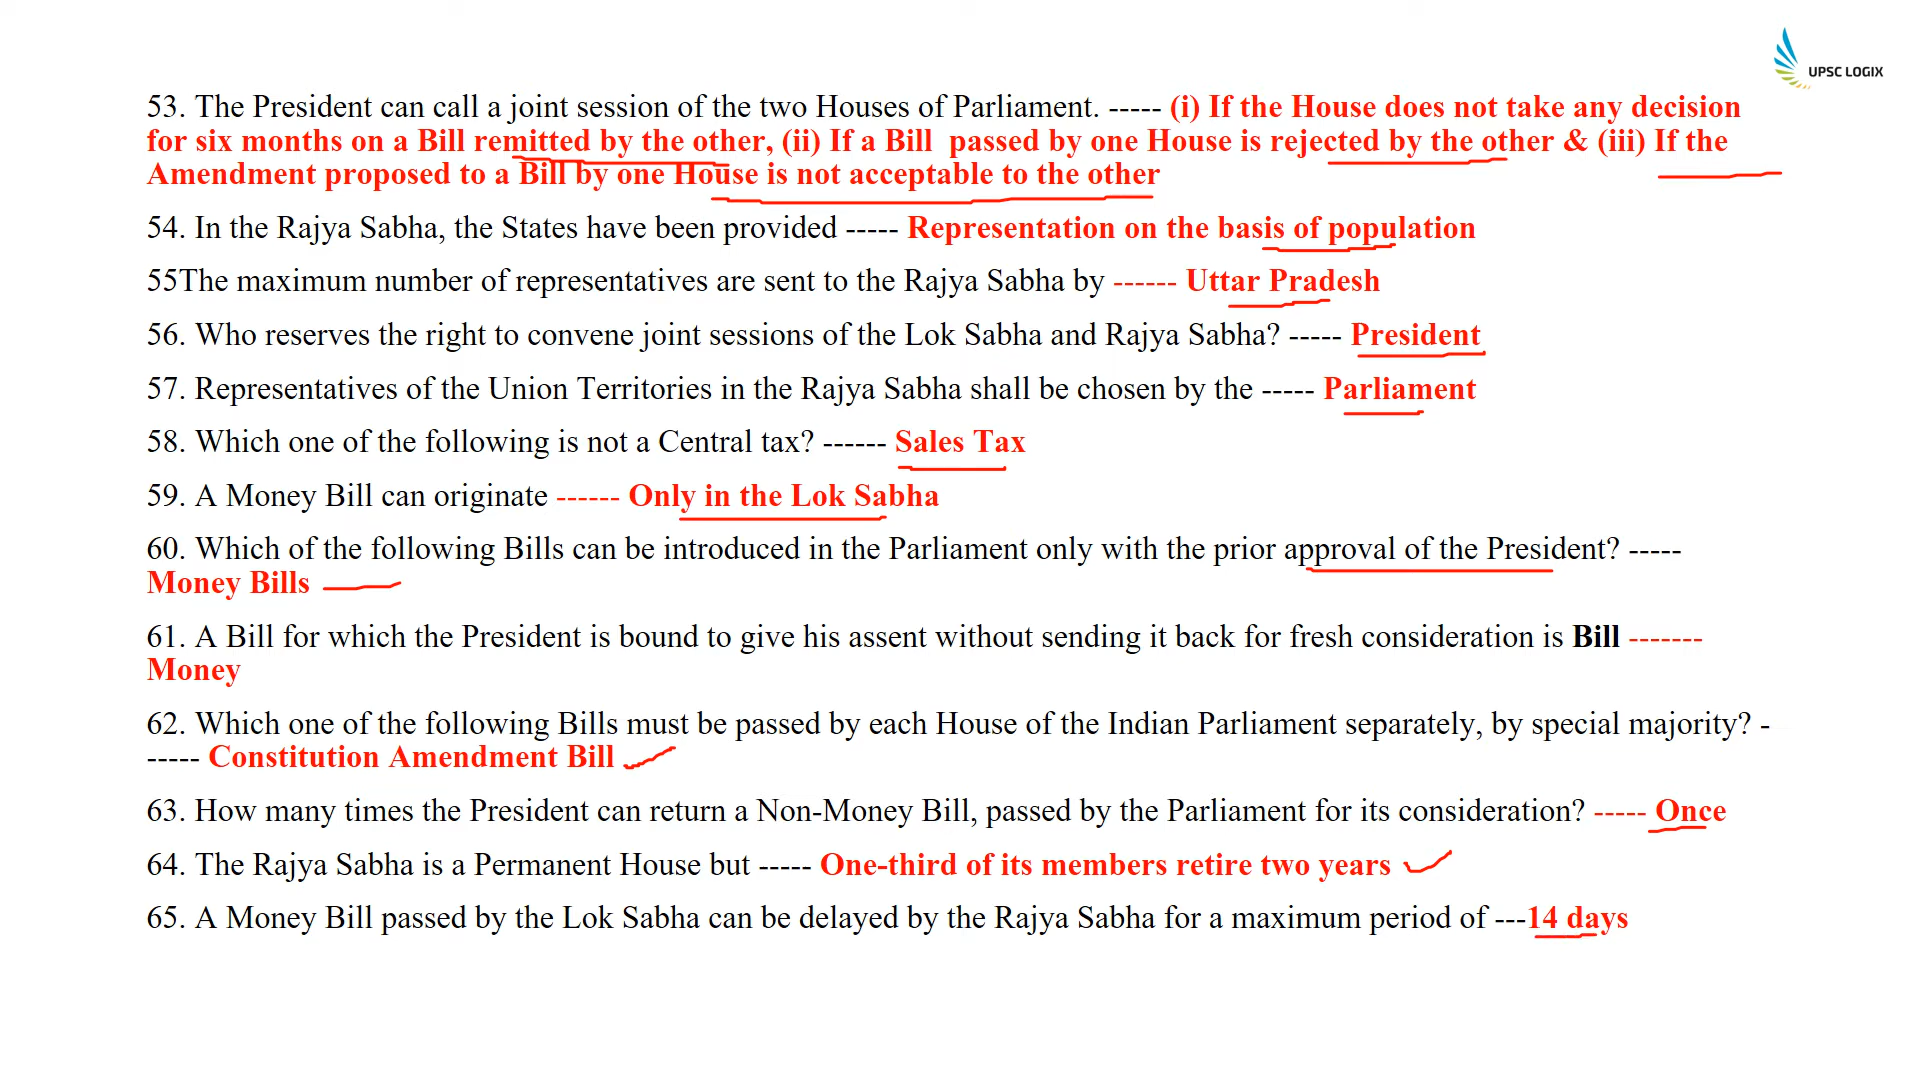 UPSC LOGIX
53. The President can call a joint session of the two Houses of Parliament. ----- (i) If the House does not take any decision
for six months on a Bill remitted by the other, (ii) If a Bill  passed by one House is rejected by the other & (iii) If the
Amendment proposed to a Bill by one House is not acceptable to the other
54. In the Rajya Sabha, the States have been provided ----- Representation on the basis of population
55The maximum number of representatives are sent to the Rajya Sabha by ------ Uttar Pradesh
56. Who reserves the right to convene joint sessions of the Lok Sabha and Rajya Sabha? ----- President
57. Representatives of the Union Territories in the Rajya Sabha shall be chosen by the ----- Parliament
58. Which one of the following is not a Central tax? ------ Sales Tax
59. A Money Bill can originate ------ Only in the Lok Sabha
60. Which of the following Bills can be introduced in the Parliament only with the prior approval of the President? -----
Money Bills
61. A Bill for which the President is bound to give his assent without sending it back for fresh consideration is Bill -------
Money
62. Which one of the following Bills must be passed by each House of the Indian Parliament separately, by special majority? -
----- Constitution Amendment Bill
63. How many times the President can return a Non-Money Bill, passed by the Parliament for its consideration? ----- Once
64. The Rajya Sabha is a Permanent House but ----- One-third of its members retire two years
65. A Money Bill passed by the Lok Sabha can be delayed by the Rajya Sabha for a maximum period of ---14 days